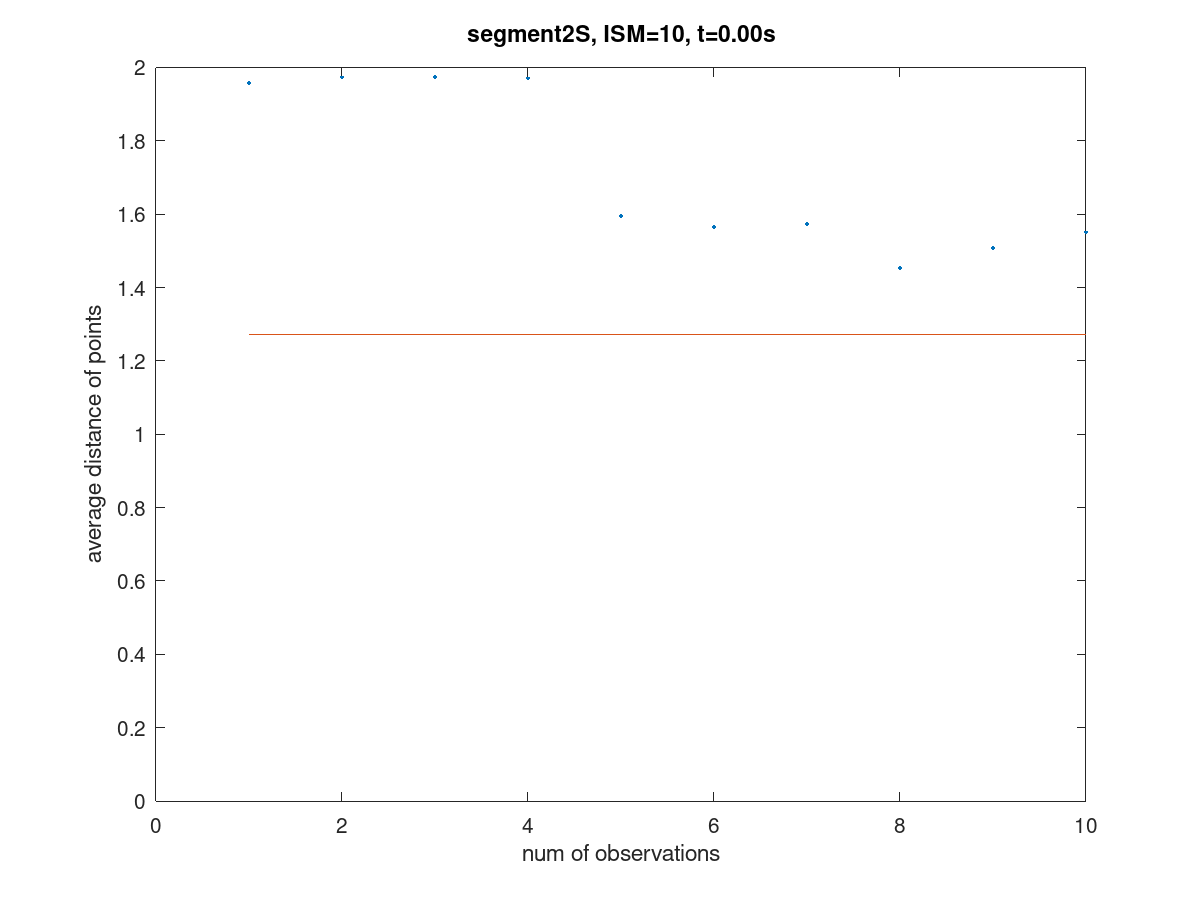 segment2S, ISM=10, t=0.00s
2
1.8
1.6
1.4
1.2
1
0.8
0.6
0.4
0.2
0
average distance of points
0 2 4 6 8 10
num of observations